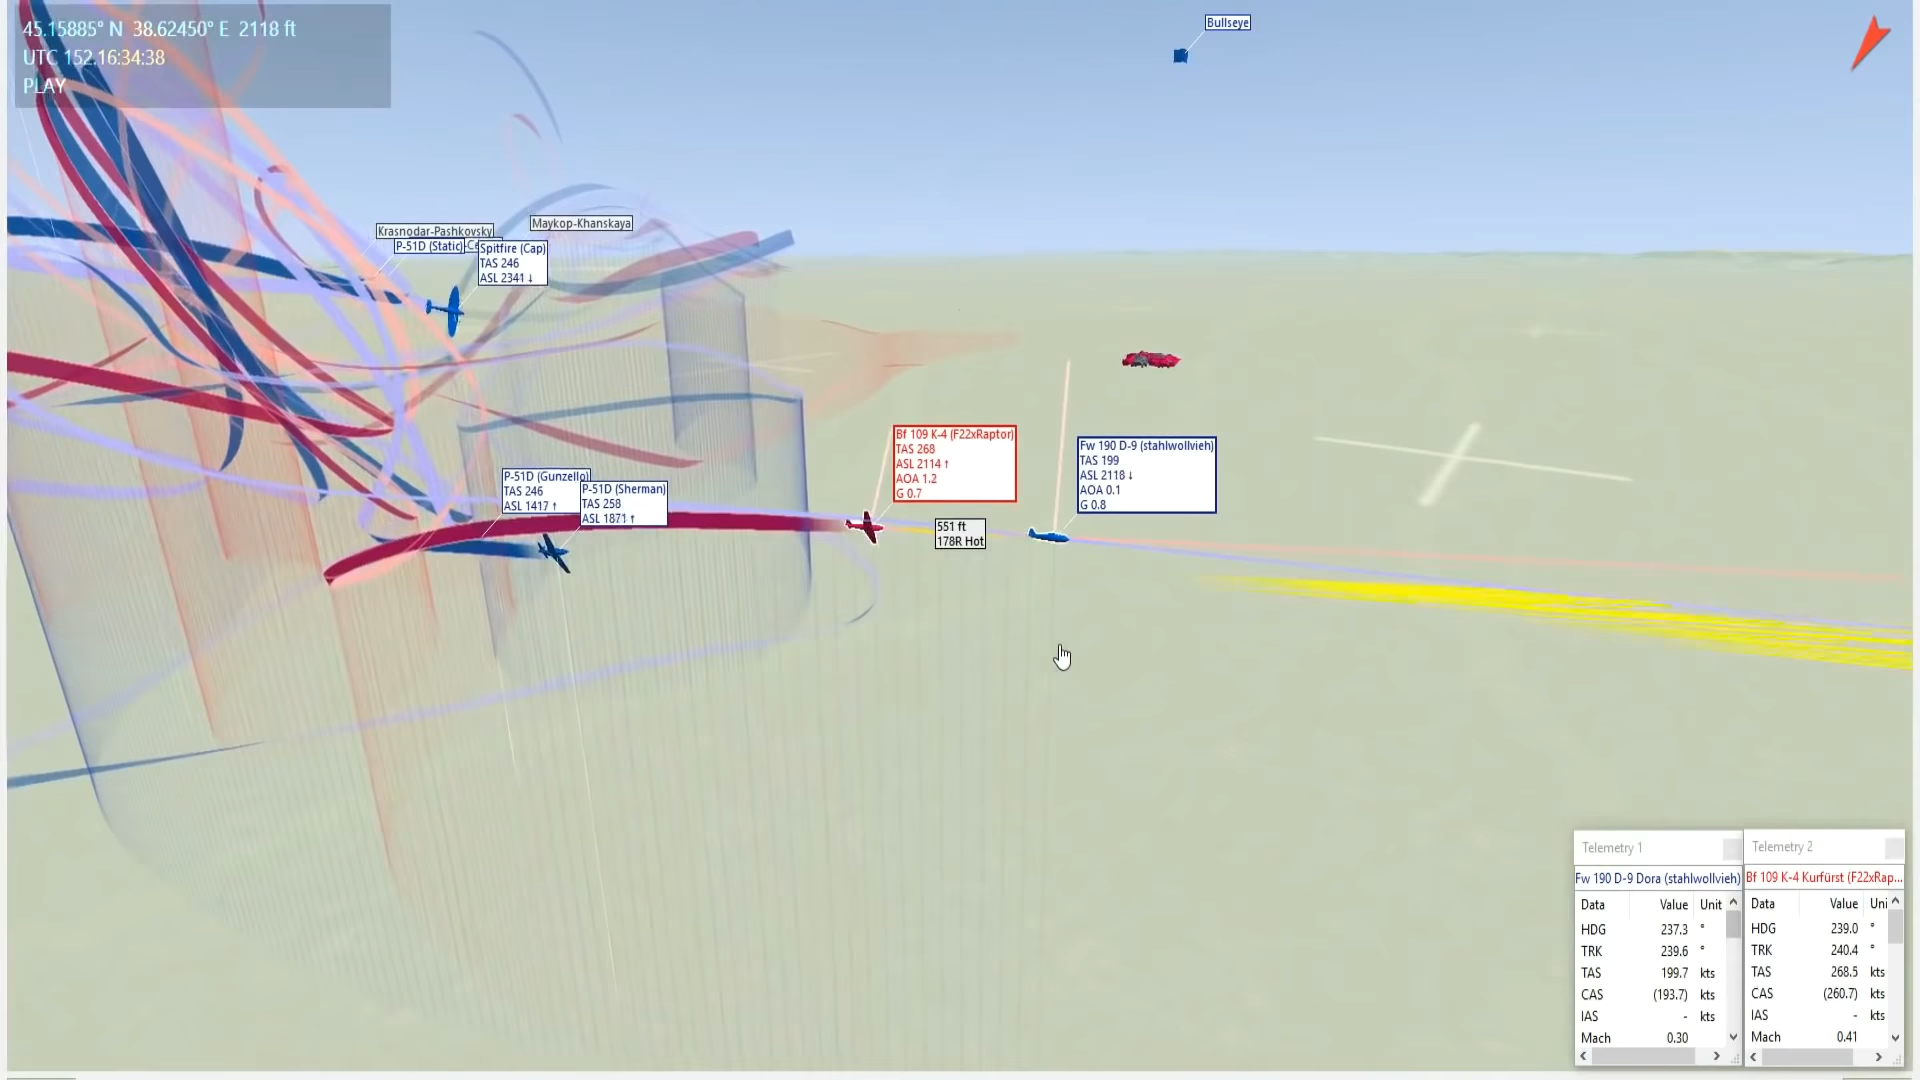 45.15885° N 38.62450° E 2118 ft
UTC 152.16:34:38
PLAY
Bullseye
Krasnodar-Pashkovsky
Maykop-Khanskaya
P-51D (Static)
Spitfire (Cap)
TAS 246
ASL 2341 ↓
Bf 109 K-4 (F22xRaptor)
TAS 268
ASL 2114 ↑
AOA 1.2
G 0.7
Fw 190 D-9 (stahlwollvieh)
TAS 199
ASL 2118 ↓
AOA 0.1
G 0.8
P-51D (Gunzello)
TAS 246
ASL 1417 ↑
P-51D (Sherman)
TAS 258
ASL 1871 ↑
551 ft
178R Hot
Telemetry 1
Fw 190 D-9 Dora (stahlwollvieh)
Data Value Unit
HDG 237.3 °
TRK 239.6 °
TAS 199.7 kts
CAS (193.7) kts
IAS - kts
Mach 0.30
Telemetry 2
Bf 109 K-4 Kurfürst (F22xRap...
Data Value Uni
HDG 239.0 °
TRK 240.4 °
TAS 268.5 kts
CAS (260.7) kts
IAS - kts
Mach 0.41